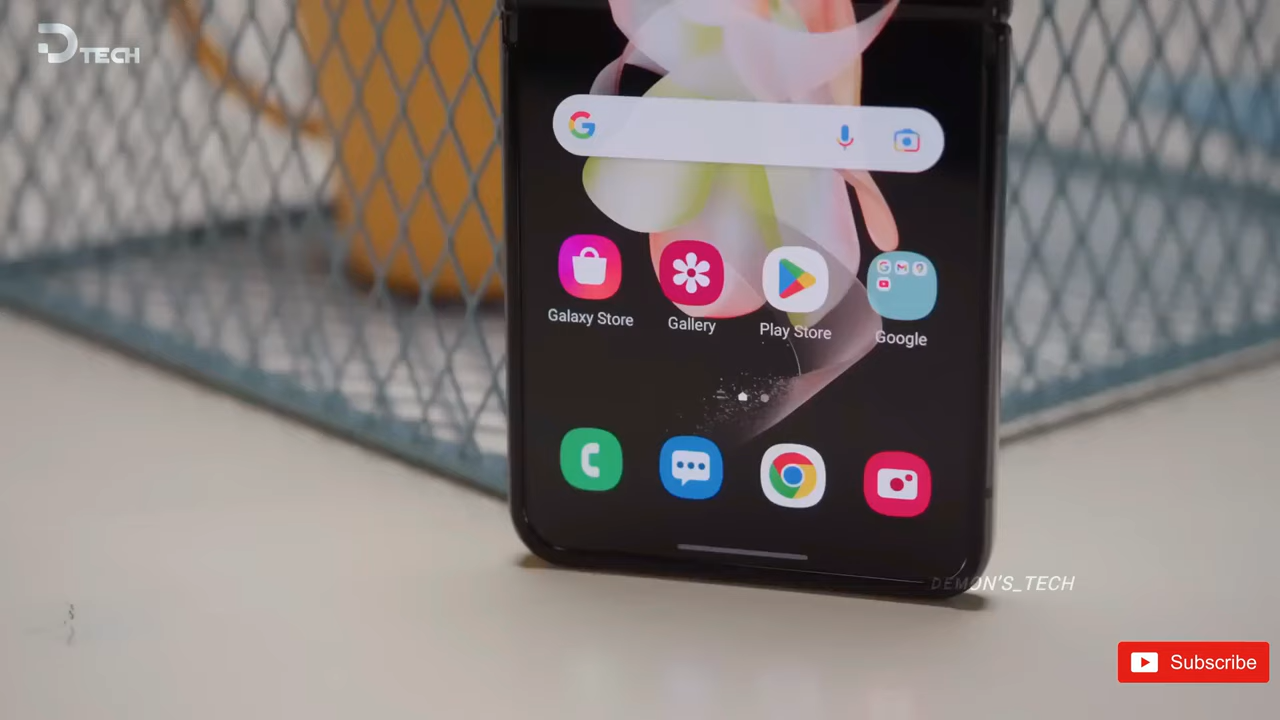 D TECH
Galaxy Store
Gallery
Play Store
Google
DEMON'S_TECH
Subscribe